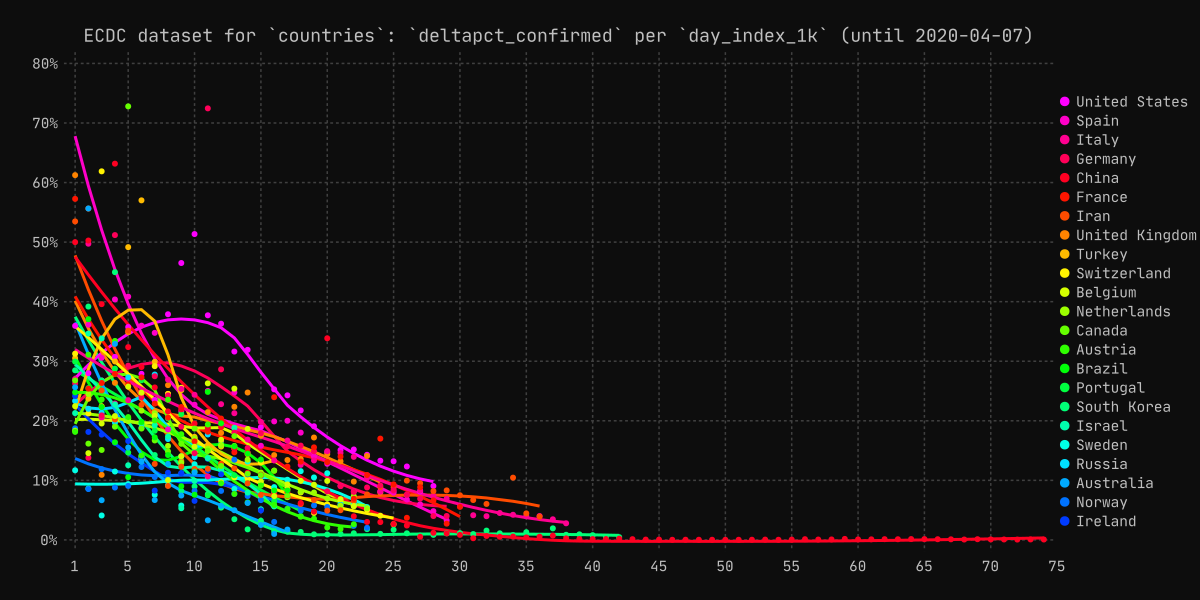 ECDC dataset for `countries`: `deltapct_confirmed` per `day_index_1k` (until 2020-04-07)
80%
70%
60%
50%
40%
30%
20%
10%
0%
1 5 10 15 20 25 30 35 40 45 50 55 60 65 70 75
United States
Spain
Italy
Germany
China
France
Iran
United Kingdom
Turkey
Switzerland
Belgium
Netherlands
Canada
Austria
Brazil
Portugal
South Korea
Israel
Sweden
Russia
Australia
Norway
Ireland